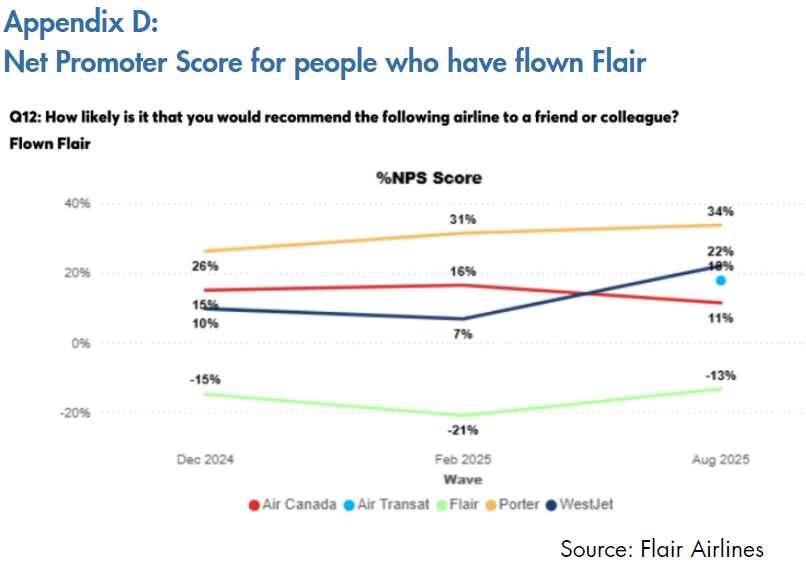 Appendix D:
Net Promoter Score for people who have flown Flair
Q12: How likely is it that you would recommend the following airline to a friend or colleague?
Flown Flair
%NPS Score
40%
34%
31%
26%
22%
20%
18%
16%
15%
11%
10%
7%
0%
-13%
-15%
-20%
-21%
Dec 2024
Feb 2025
Aug 2025
Wave
Air Canada Air Transat Flair Porter WestJet
Source: Flair Airlines